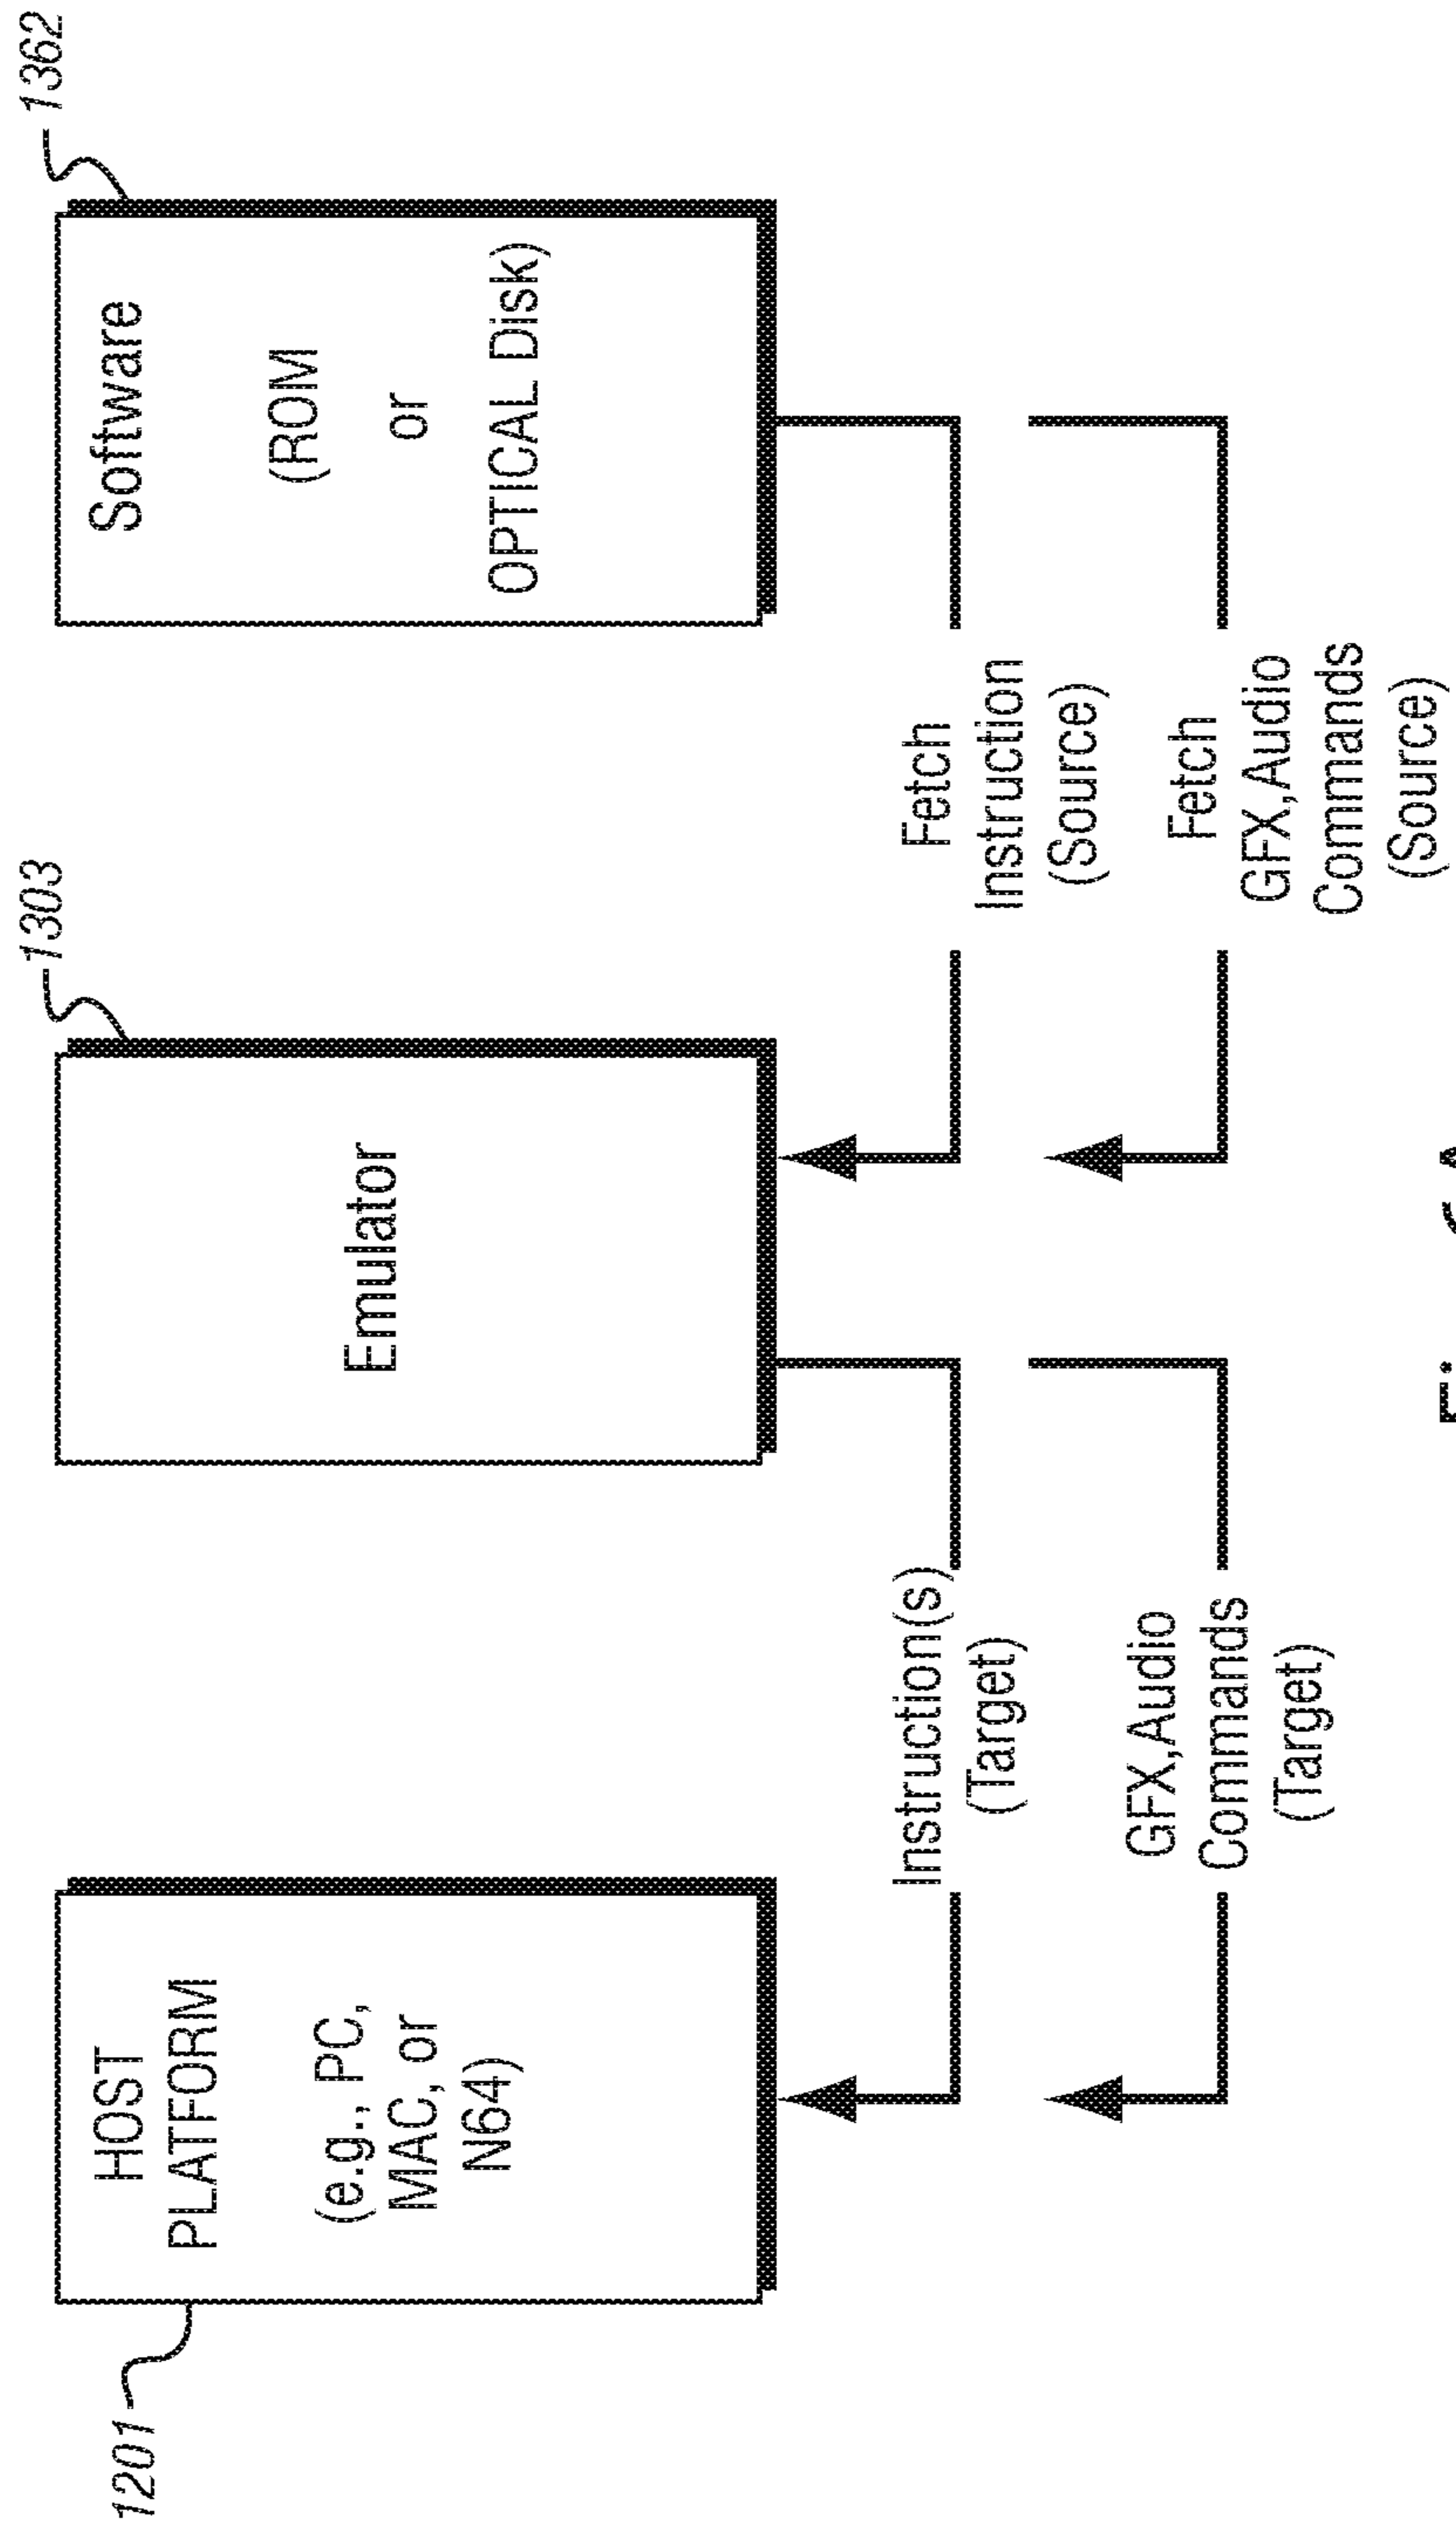 1201
HOST
PLATFORM
(e.g., PC,
MAC, or
N64)
1303
Emulator
1362
Software
(ROM
or
OPTICAL Disk)
Instruction(s)
(Target)
GFX,Audio
Commands
(Target)
Fetch
Instruction
(Source)
Fetch
GFX,Audio
Commands
(Source)